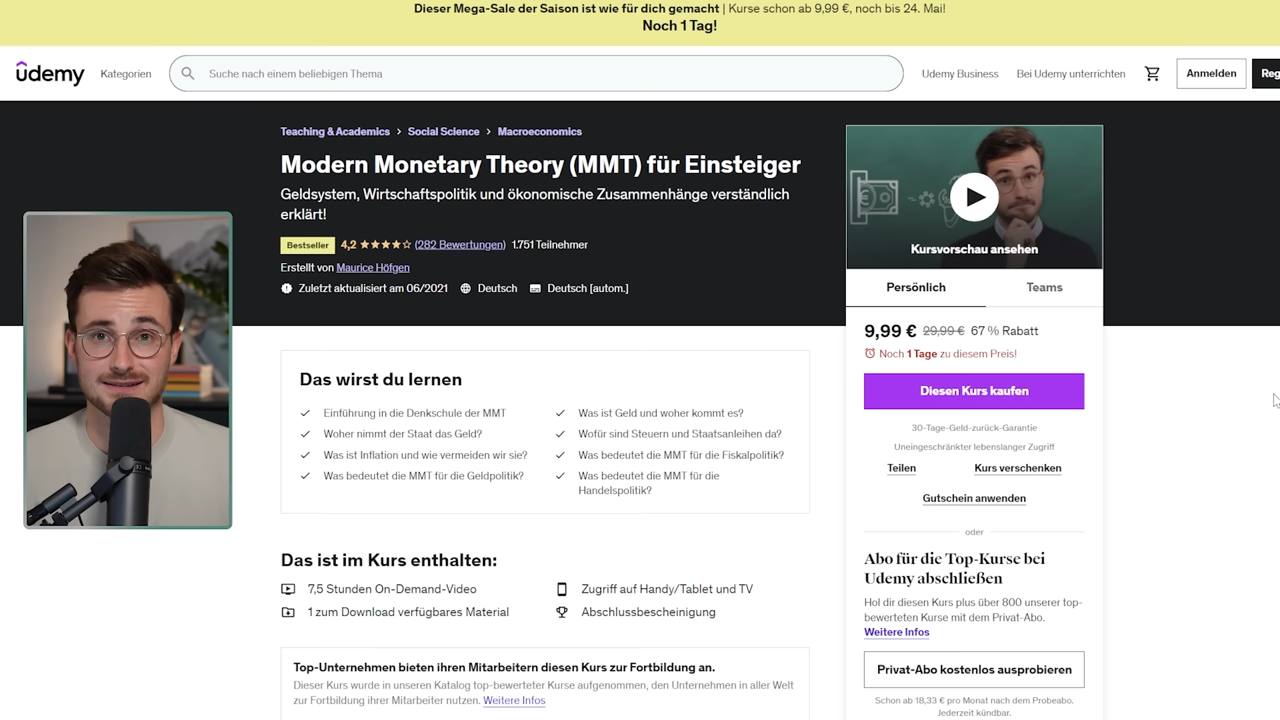 Dieser Mega-Sale der Saison ist wie für dich gemacht | Kurse schon ab 9,99 €, noch bis 24. Mai!
Noch 1 Tag!
ûdemy
Kategorien
Suche nach einem beliebigen Thema
Udemy Business
Bei Udemy unterrichten
Anmelden
Reg
Teaching & Academics > Social Science > Macroeconomics
Modern Monetary Theory (MMT) für Einsteiger
Geldsystem, Wirtschaftspolitik und ökonomische Zusammenhänge verständlich
erklärt!
Bestseller 4,2 (282 Bewertungen) 1.751 Teilnehmer
Erstellt von Maurice Höfgen
Zuletzt aktualisiert am 06/2021 Deutsch Deutsch [autom.]
Das wirst du lernen
Einführung in die Denkschule der MMT
Woher nimmt der Staat das Geld?
Was ist Inflation und wie vermeiden wir sie?
Was bedeutet die MMT für die Geldpolitik?
Was ist Geld und woher kommt es?
Wofür sind Steuern und Staatsanleihen da?
Was bedeutet die MMT für die Fiskalpolitik?
Was bedeutet die MMT für die
Handelspolitik?
Das ist im Kurs enthalten:
7,5 Stunden On-Demand-Video
1 zum Download verfügbares Material
Zugriff auf Handy/Tablet und TV
Abschlussbescheinigung
Top-Unternehmen bieten ihren Mitarbeitern diesen Kurs zur Fortbildung an.
Dieser Kurs wurde in unseren Katalog top-bewerteter Kurse aufgenommen, den Unternehmen in aller Welt
zur Fortbildung ihrer Mitarbeiter nutzen. Weitere Infos
Kursvorschau ansehen
Persönlich
Teams
9,99 € 29,99 € 67 % Rabatt
Noch 1 Tage zu diesem Preis!
Diesen Kurs kaufen
30-Tage-Geld-zurück-Garantie
Uneingeschränkter lebenslanger Zugriff
Teilen
Kurs verschenken
Gutschein anwenden
oder
Abo für die Top-Kurse bei
Udemy abschließen
Hol dir diesen Kurs plus über 800 unserer top-
bewerteten Kurse mit dem Privat-Abo.
Weitere Infos
Privat-Abo kostenlos ausprobieren
Schon ab 18,33 € pro Monat nach dem Probeabo.
Jederzeit kündbar.